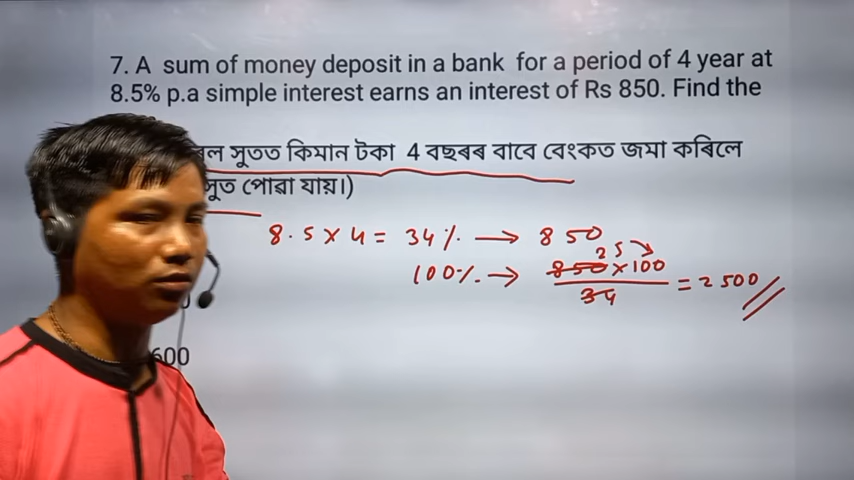 7. A sum of money deposit in a bank for a period of 4 year at
8.5% p.a simple interest earns an interest of Rs 850. Find the
সুতত কিমান টকা 4 বছৰৰ বাবে বেংকত জমা কৰিলে
সুত পোৱা যায়।)
8.5 x 4 = 34% → 850
25
100% → 850 x 100
34
= 2500
600